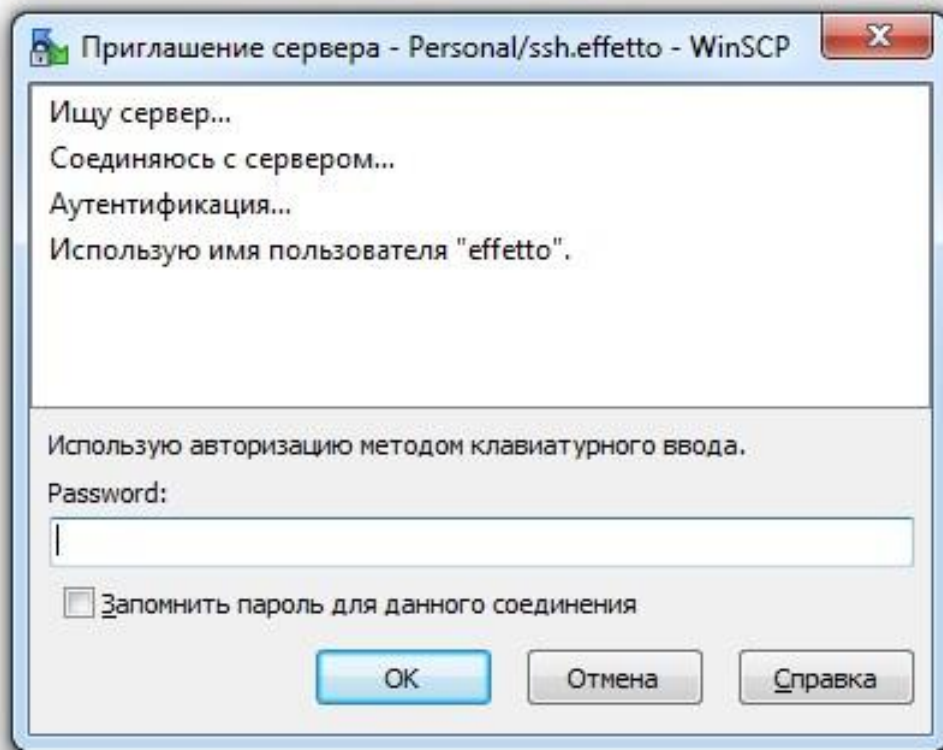 Приглашение сервера - Personal/ssh.effetto - WinSCP
Ищу сервер...
Соединяюсь с сервером...
Аутентификация...
Использую имя пользователя "effetto".
Использую авторизацию методом клавиатурного ввода.
Password:
Запомнить пароль для данного соединения
OK Отмена Справка